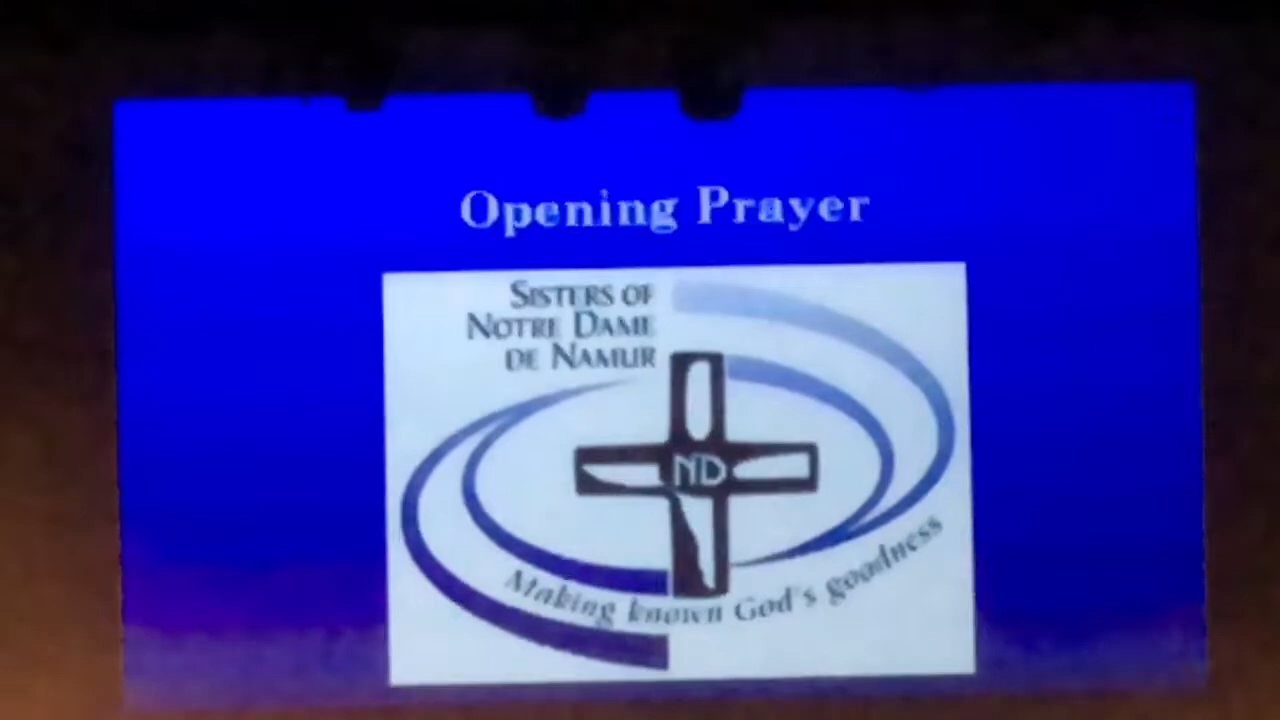 Opening Prayer
SISTERS OF
NOTRE DAME
DE NAMUR
ND
Making known God's goodness